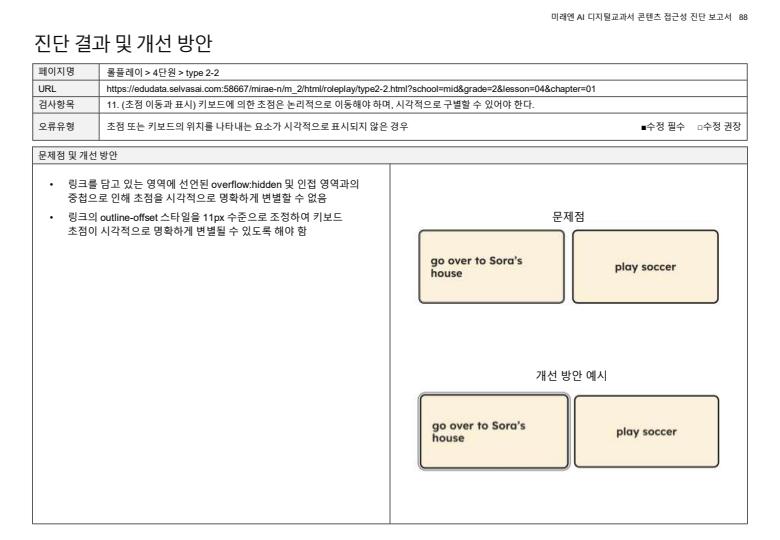 미래엔 AI 디지털교과서 콘텐츠 접근성 진단 보고서 88
진단 결과 및 개선 방안
페이지명 롤플레이 > 4단원 > type 2-2
URL https://edudata.selvasai.com:58667/mirae-n/m_2/html/roleplay/type2-2.html?school=mid&grade=2&lesson=04&chapter=01
검사항목 11. (초점 이동과 표시) 키보드에 의한 초점은 논리적으로 이동해야 하며, 시각적으로 구별할 수 있어야 한다.
오류유형 초점 또는 키보드의 위치를 나타내는 요소가 시각적으로 표시되지 않은 경우 ■수정 필수 □수정 권장
문제점 및 개선 방안
• 링크를 담고 있는 영역에 선언된 overflow:hidden 및 인접 영역과의
중첩으로 인해 초점을 시각적으로 명확하게 변별할 수 없음
• 링크의 outline-offset 스타일을 11px 수준으로 조정하여 키보드
초점이 시각적으로 명확하게 변별될 수 있도록 해야 함
문제점
go over to Sora's
house
play soccer
개선 방안 예시
go over to Sora's
house
play soccer